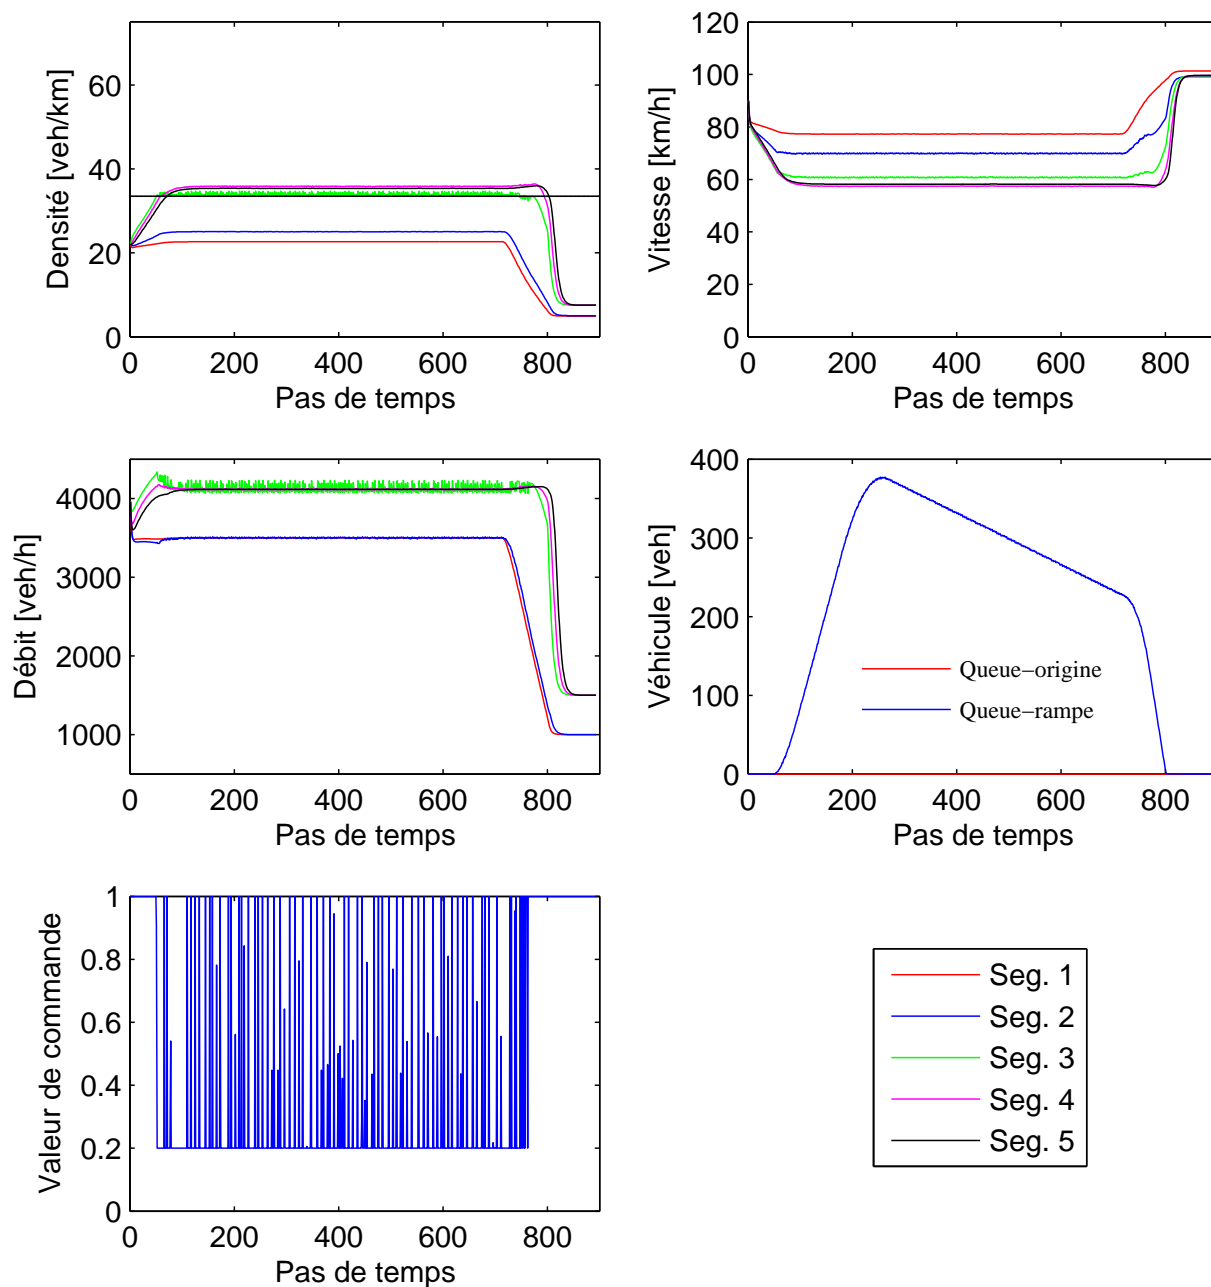 60
40
20
0
Densité [veh/km]
0 200 400 600 800
Pas de temps
120
100
80
60
40
20
0
Vitesse [km/h]
0 200 400 600 800
Pas de temps
4000
3000
2000
1000
Débit [veh/h]
0 200 400 600 800
Pas de temps
400
300
200
100
0
Véhicule [veh]
Queue−origine
Queue−rampe
0 200 400 600 800
Pas de temps
1
0.8
0.6
0.4
0.2
0
Valeur de commande
0 200 400 600 800
Pas de temps
Seg. 1
Seg. 2
Seg. 3
Seg. 4
Seg. 5